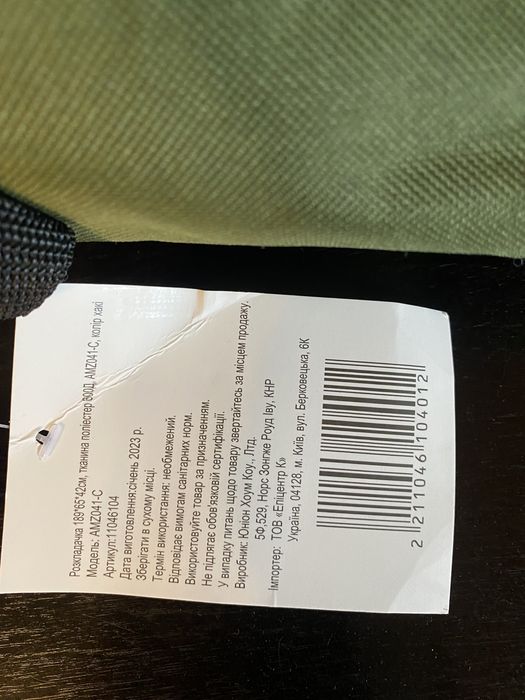 Розкладачка 189*65*42см, тканина поліестер 600Д, AMZ041-C, колір хакі
Модель: AMZ041-C
Артикул:11046104
Дата виготовлення:січень 2023 р.
Зберігати в сухому місці.
Термін використання: необмежений.
Відповідає вимогам санітарних норм.
Використовуйте товар за призначенням.
Не підлягає обов'язковій сертифікації.
У випадку питань щодо товару звертайтесь за місцем продажу.
Виробник: Юніон Хоум Коу., Лтд.
5Ф, 529, Норс Зонгже Роуд Іву, КНР
Імпортер: ТОВ «Епіцентр К»
Україна, 04128, м. Київ, вул. Берковецька, 6К
2 211046 104012